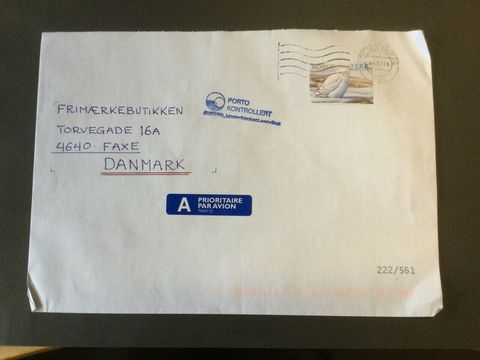 NORGE
PORTO
KONTROLLERT
FRIMÆRKEBUTIKKEN
TORVEGADE 16A
4640 FAXE
DANMARK
A PRIORITAIRE
PAR AVION
222/561